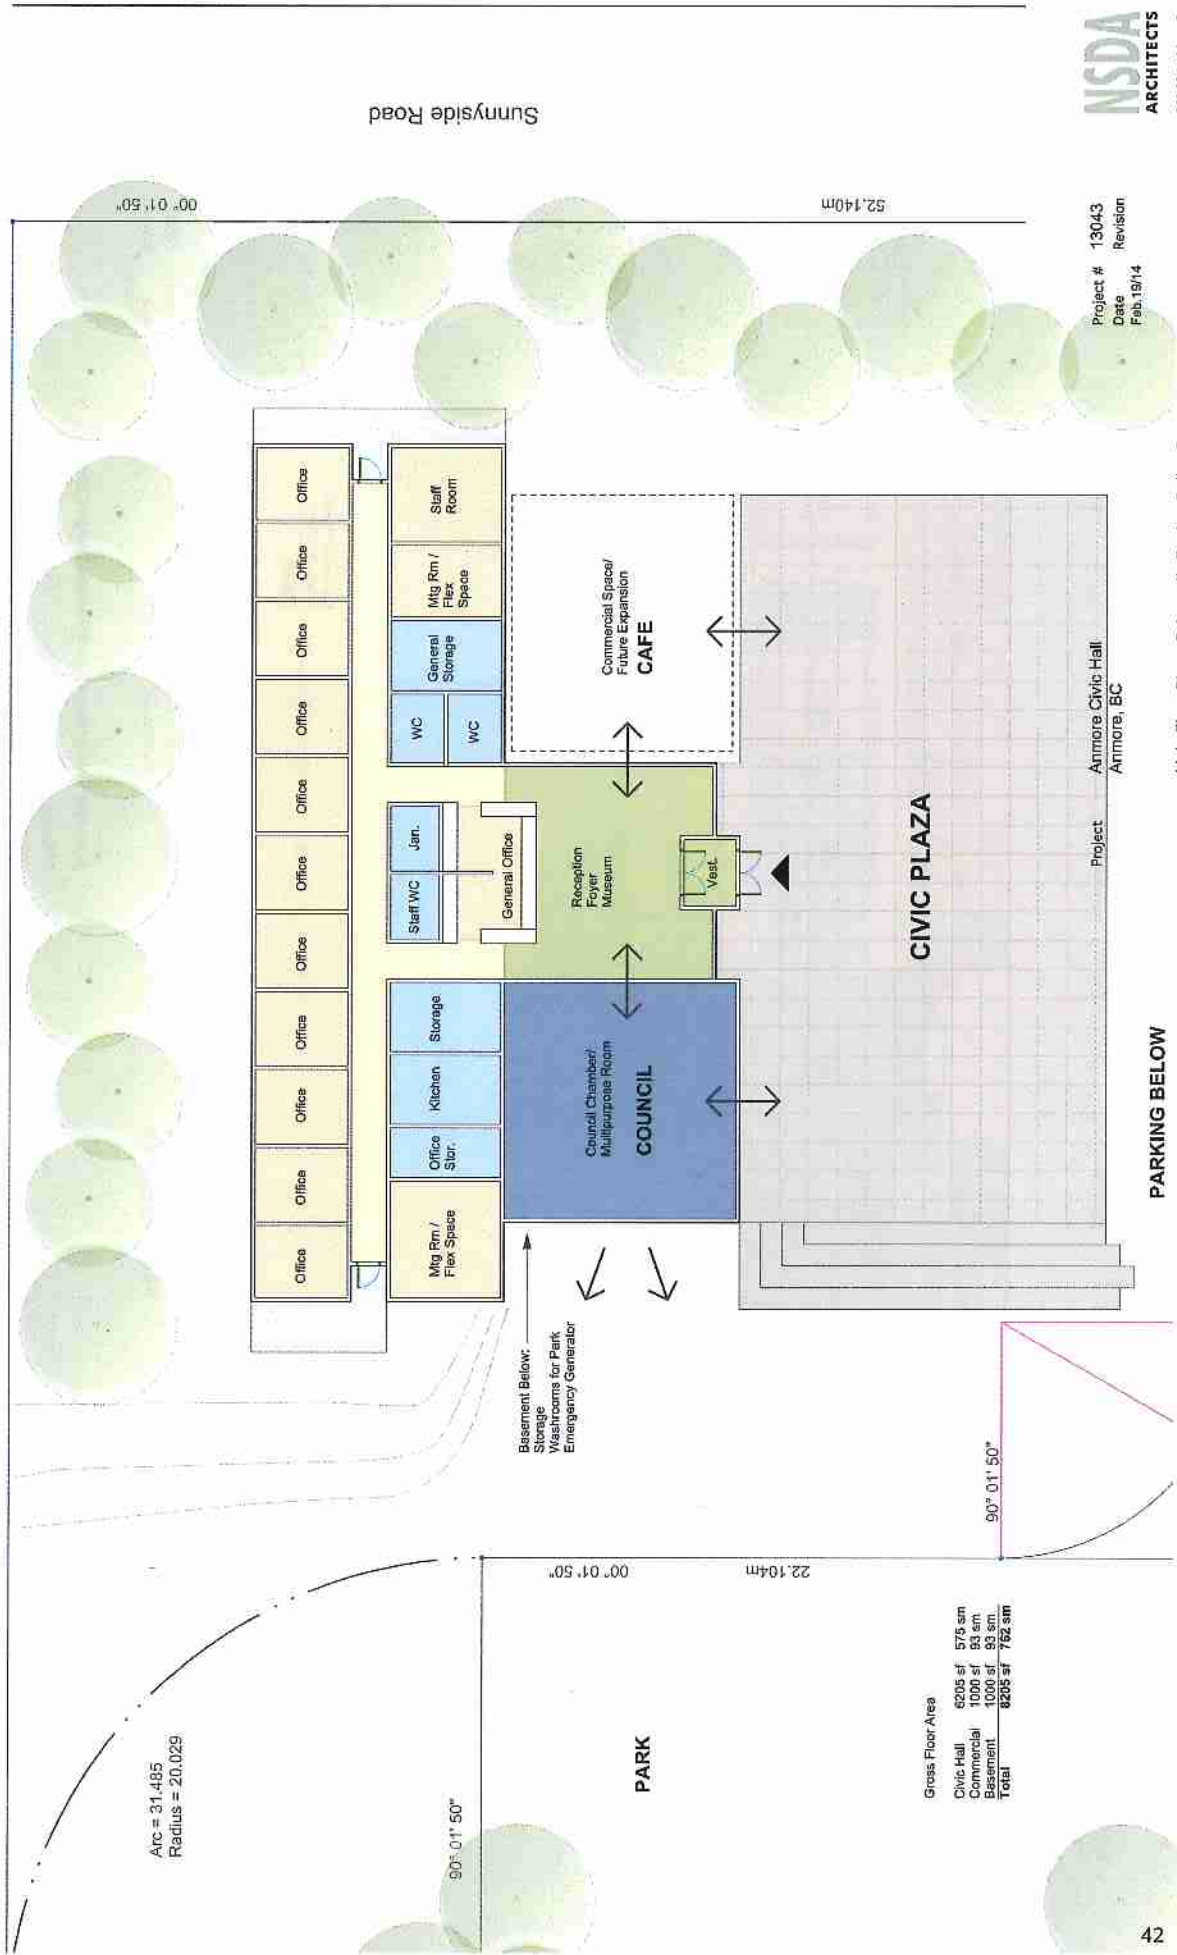 Sunnyside Road
00° 01' 50"
52.140m
NSDA
ARCHITECTS
Project # 13043
Date Revision
Feb.19/14
Project Anmore Civic Hall
Anmore, BC
Office
Office
Office
Office
Office
Office
Office
Office
Office
Office
Office
Mtg Rm /
Flex Space
Office
Stor.
Kitchen
Storage
Staff WC
Jan.
General Office
WC
WC
General
Storage
Mtg Rm /
Flex
Space
Staff
Room
Council Chamber/
Multipurpose Room
COUNCIL
Reception
Foyer
Museum
Vest.
Commercial Space/
Future Expansion
CAFE
CIVIC PLAZA
PARKING BELOW
Basement Below:
Storage
Washrooms for Park
Emergency Generator
Arc = 31.485
Radius = 20.029
90° 01' 50"
00° 01' 50"
22.104m
90° 01' 50"
PARK
Gross Floor Area
Civic Hall 6205 sf 575 sm
Commercial 1000 sf 93 sm
Basement 1000 sf 93 sm
Total 8205 sf 762 sm
42